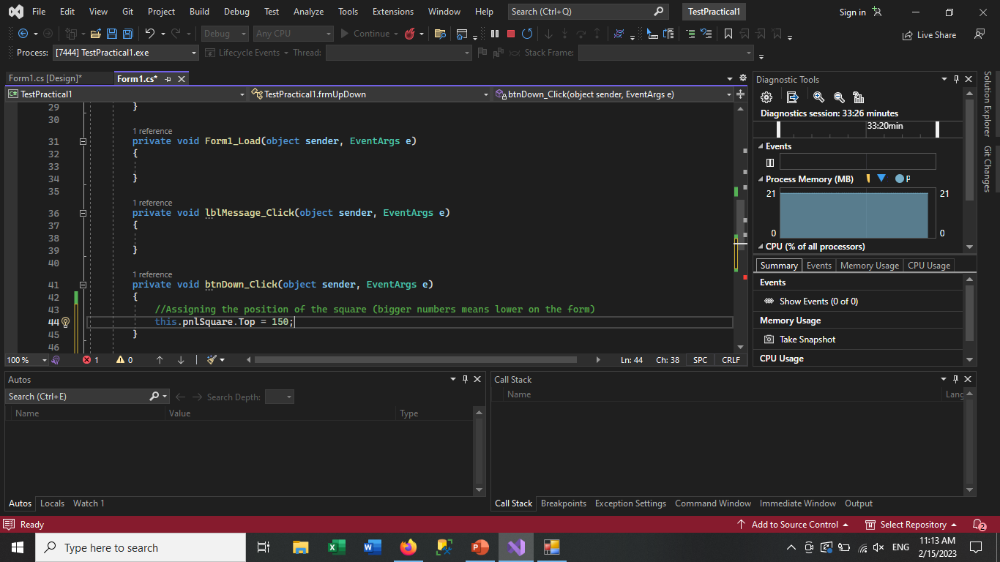 File Edit View Git Project Build Debug Test Analyze Tools Extensions Window Help Search (Ctrl+Q) TestPractical1 Sign in
Debug Any CPU Continue Live Share
Process: [7444] TestPractical1.exe Lifecycle Events Thread: Stack Frame:
Form1.cs [Design]* Form1.cs*
TestPractical1 TestPractical1.frmUpDown btnDown_Click(object sender, EventArgs e)
29 }
30
1 reference
31 private void Form1_Load(object sender, EventArgs e)
32 {
33
34 }
35
1 reference
36 private void lblMessage_Click(object sender, EventArgs e)
37 {
38
39 }
40
1 reference
41 private void btnDown_Click(object sender, EventArgs e)
42 {
43 //Assigning the position of the square (bigger numbers means lower on the form)
44 this.pnlSquare.Top = 150;
45 }
46
100 % 1 0 Ln: 44 Ch: 38 SPC CRLF
Diagnostic Tools
Diagnostics session: 33:26 minutes
33:20min
Events
Process Memory (MB) P
21 21
0 0
CPU (% of all processors)
Summary Events Memory Usage CPU Usage
Events
Show Events (0 of 0)
Memory Usage
Take Snapshot
CPU Usage
Solution Explorer
Git Changes
Autos
Search (Ctrl+E) Search Depth:
Name Value Type
Autos Locals Watch 1
Call Stack
Name Lang
Call Stack Breakpoints Exception Settings Command Window Immediate Window Output
Ready Add to Source Control Select Repository 2
Type here to search
ENG
11:13 AM
2/15/2023